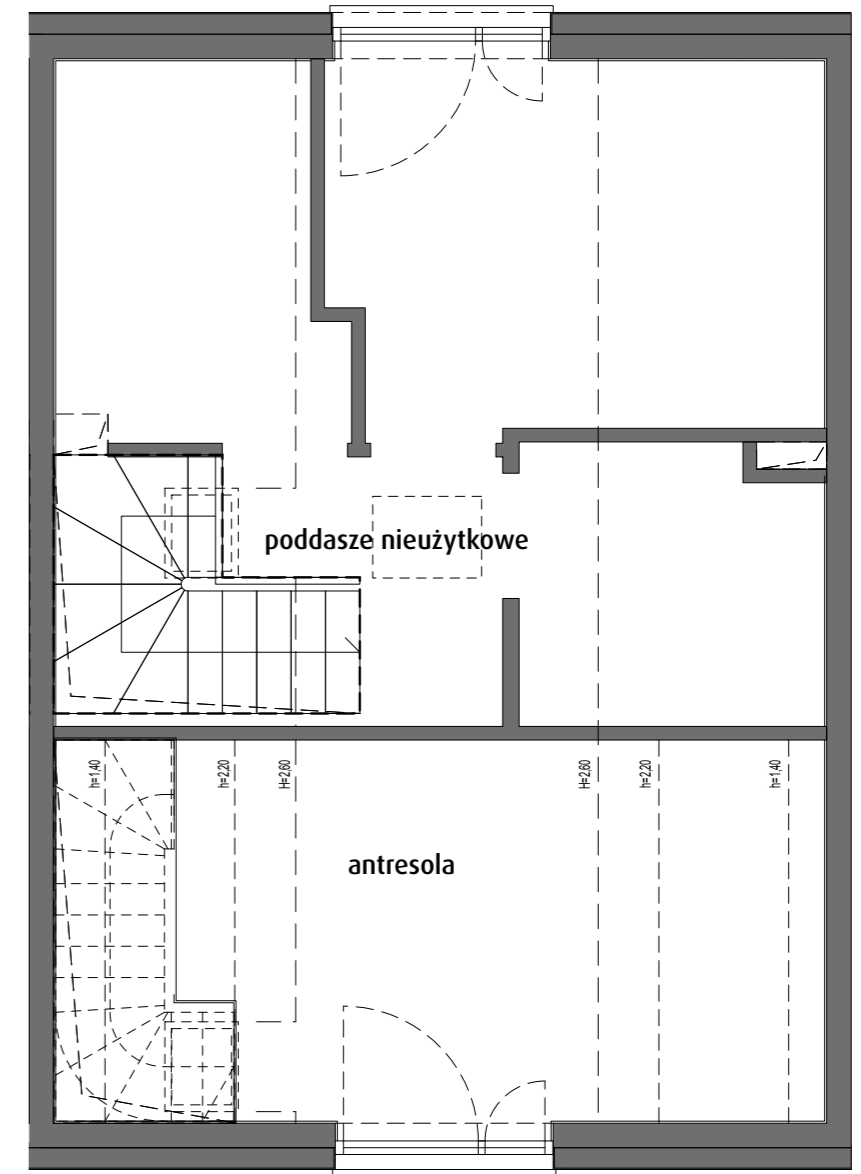 poddasze nieużytkowe
h=1,40
h=2,20
H=2,60
H=2,60
h=2,20
h=1,40
antresola